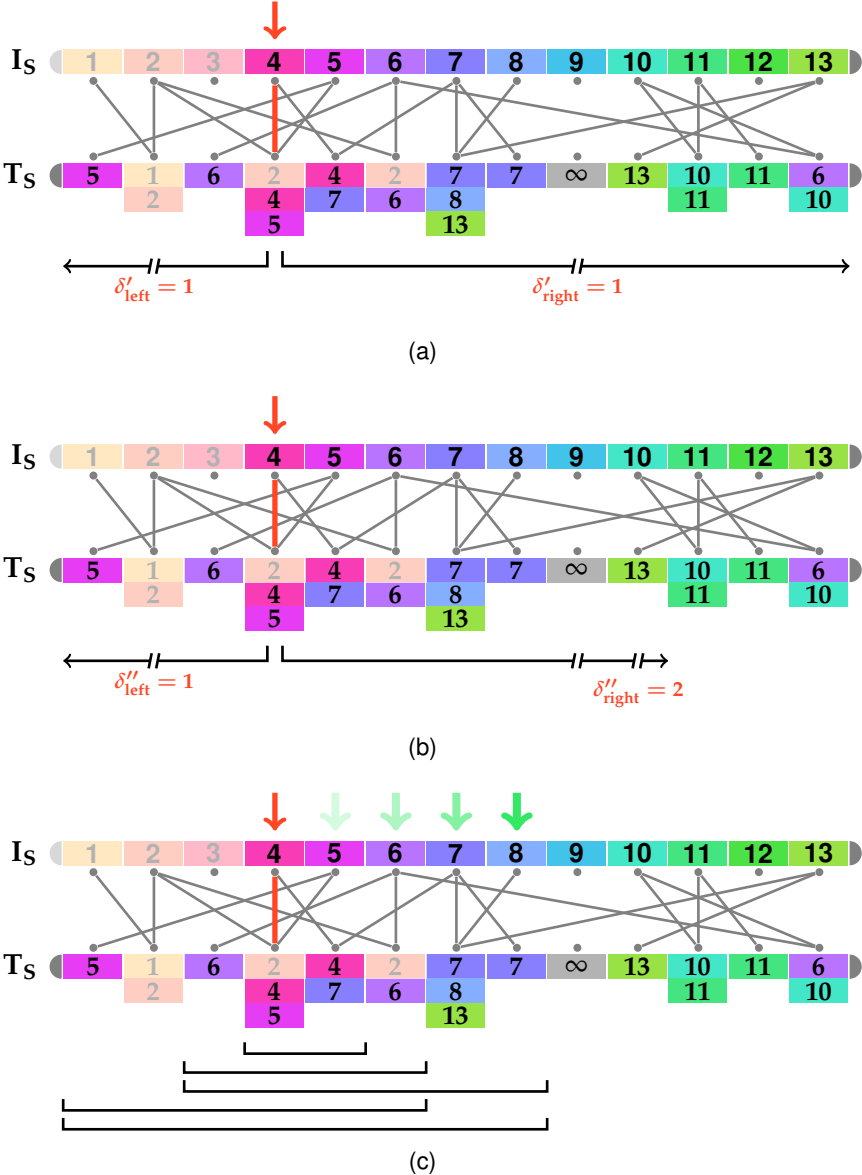 I_S 1 2 3 4 5 6 7 8 9 10 11 12 13
T_S 5 1 6 2 4 2 7 7 ∞ 13 10 11 6
2 4 7 6 8 11 10
5 13
δ′_left = 1 δ′_right = 1
(a)
I_S 1 2 3 4 5 6 7 8 9 10 11 12 13
T_S 5 1 6 2 4 2 7 7 ∞ 13 10 11 6
2 4 7 6 8 11 10
5 13
δ′′_left = 1 δ′′_right = 2
(b)
I_S 1 2 3 4 5 6 7 8 9 10 11 12 13
T_S 5 1 6 2 4 2 7 7 ∞ 13 10 11 6
2 4 7 6 8 11 10
5 13
(c)